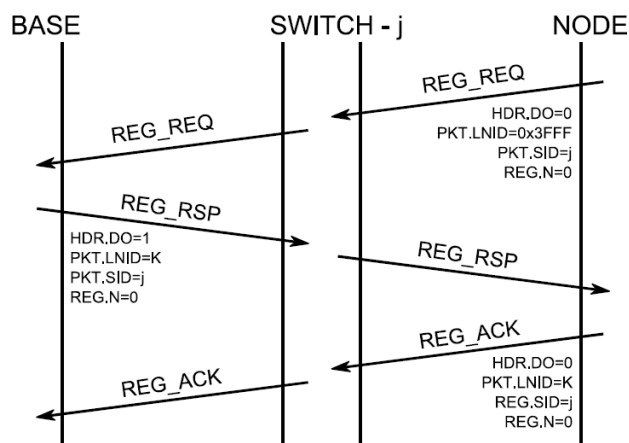 BASE SWITCH - j NODE
REG_REQ
REG_REQ
HDR.DO=0
PKT.LNID=0x3FFF
PKT.SID=j
REG.N=0
REG_RSP
HDR.DO=1
PKT.LNID=K
PKT.SID=j
REG.N=0
REG_RSP
REG_ACK
HDR.DO=0
PKT.LNID=K
REG.SID=j
REG.N=0
REG_ACK